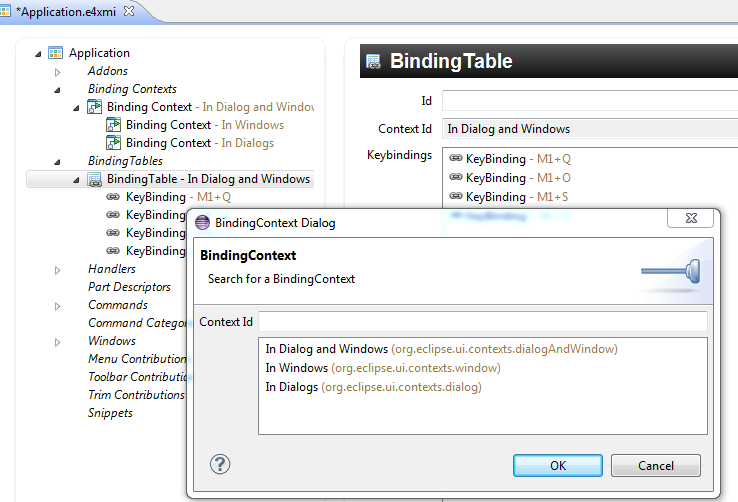 *Application.e4xmi
Application
Addons
Binding Contexts
Binding Context - In Dialog and Window
Binding Context - In Windows
Binding Context - In Dialogs
BindingTables
BindingTable - In Dialog and Windows
KeyBinding - M1+Q
KeyBinding
KeyBinding
KeyBinding
Handlers
Part Descriptors
Commands
Command Categor
Windows
Menu Contribution
Toolbar Contributio
Trim Contributions
Snippets
BindingTable
Id
Context Id In Dialog and Windows
Keybindings
KeyBinding - M1+Q
KeyBinding - M1+O
KeyBinding - M1+S
BindingContext Dialog
BindingContext
Search for a BindingContext
Context Id
In Dialog and Windows (org.eclipse.ui.contexts.dialogAndWindow)
In Windows (org.eclipse.ui.contexts.window)
In Dialogs (org.eclipse.ui.contexts.dialog)
?
OK Cancel